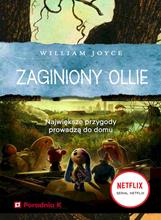 WILLIAM JOYCE
ZAGINIONY OLLIE
Największe przygody
prowadzą do domu
NETFLIX
SERIAL NETFLIX
Poradnia K